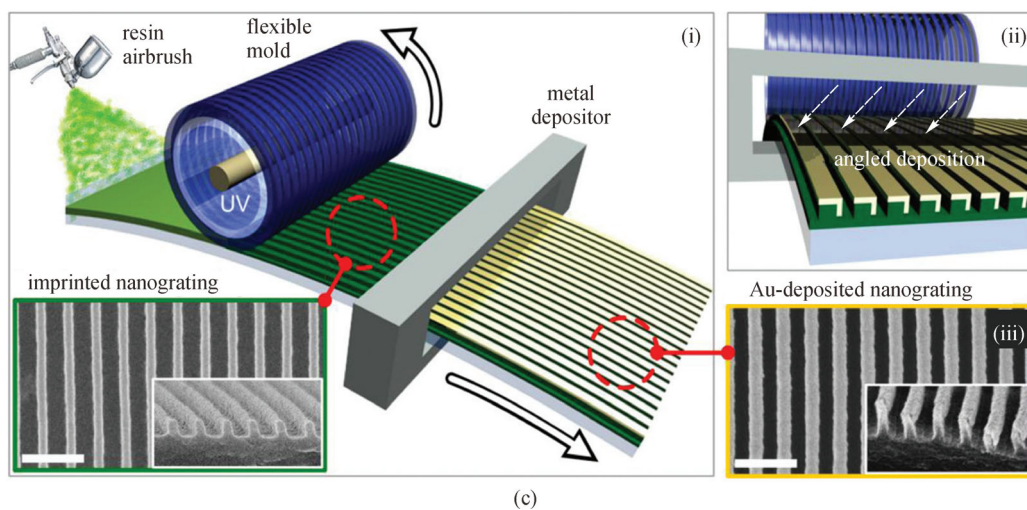 resin
airbrush
flexible
mold
(i)
UV
metal
depositor
(ii)
angled deposition
imprinted nanograting
Au-deposited nanograting
(iii)
(c)